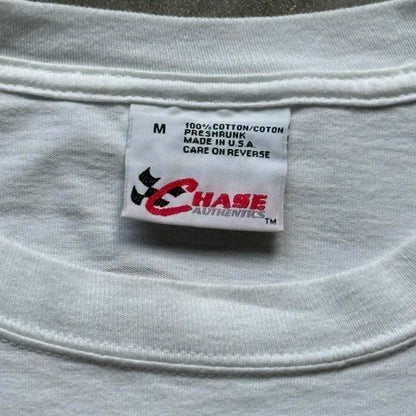 M 100% COTTON/COTON
PRESHRUNK
MADE IN U.S.A.
CARE ON REVERSE
CHASE
AUTHENTICS
TM